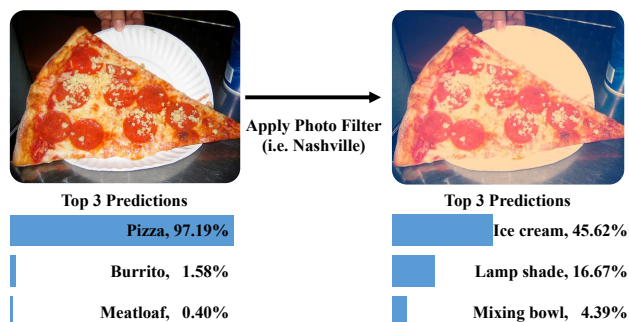 Apply Photo Filter
(i.e. Nashville)
Top 3 Predictions
Pizza, 97.19%
Burrito, 1.58%
Meatloaf, 0.40%
Top 3 Predictions
Ice cream, 45.62%
Lamp shade, 16.67%
Mixing bowl, 4.39%